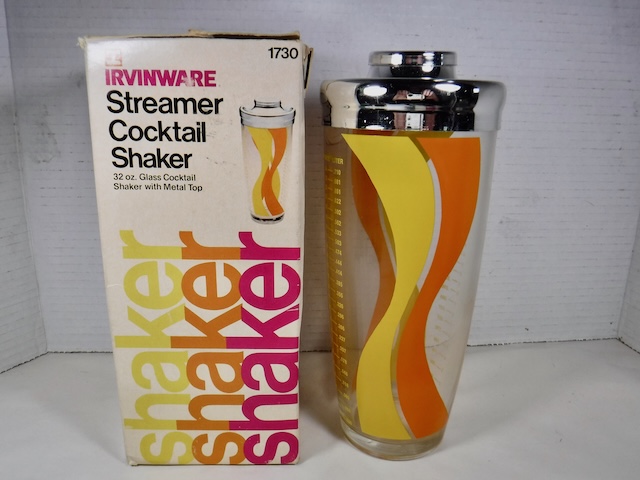 1730
IRVINWARE
Streamer
Cocktail
Shaker
32 oz. Glass Cocktail
Shaker with Metal Top
shaker
shaker
shaker